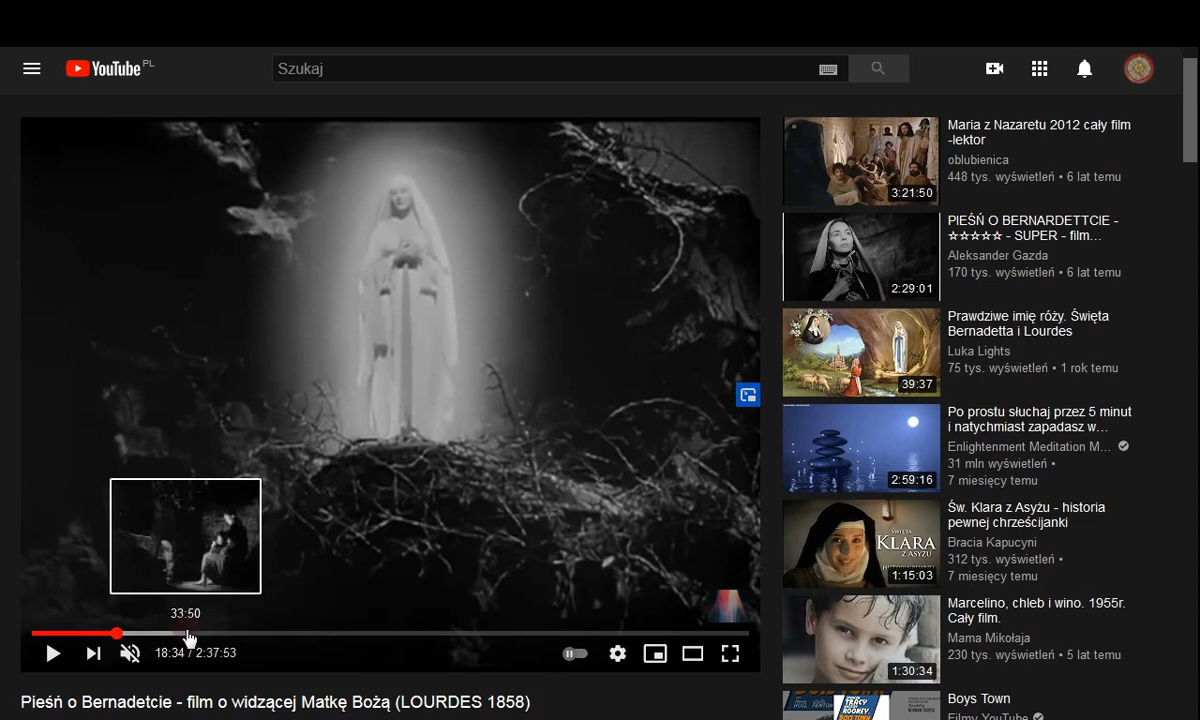 YouTube PL
Szukaj
33:50
18:34 / 2:37:53
Pieśń o Bernadetcie - film o widzącej Matkę Bożą (LOURDES 1858)
3:21:50
Maria z Nazaretu 2012 cały film
-lektor
oblubienica
448 tys. wyświetleń • 6 lat temu
2:29:01
PIEŚŃ O BERNARDETTCIE -
☆☆☆☆☆ - SUPER - film...
Aleksander Gazda
170 tys. wyświetleń • 6 lat temu
39:37
Prawdziwe imię róży. Święta
Bernadetta i Lourdes
Luka Lights
75 tys. wyświetleń • 1 rok temu
2:59:16
Po prostu słuchaj przez 5 minut
i natychmiast zapadasz w...
Enlightenment Meditation M...
31 mln wyświetleń •
7 miesięcy temu
ŚWIĘTA
KLARA
Z ASYŻU
1:15:03
Św. Klara z Asyżu - historia
pewnej chrześcijanki
Bracia Kapucyni
312 tys. wyświetleń •
7 miesięcy temu
1:30:34
Marcelino, chleb i wino. 1955r.
Cały film.
Mama Mikołaja
230 tys. wyświetleń • 5 lat temu
BOYS TOWN
Boys Town
Filmy YouTube